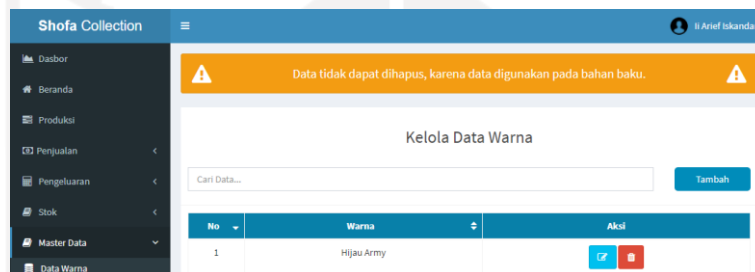 Shofa Collection
Ii Arief Iskanda
Dasbor
Beranda
Produksi
Penjualan
Pengeluaran
Stok
Master Data
Data Warna
Data tidak dapat dihapus, karena data digunakan pada bahan baku.
Kelola Data Warna
Cari Data...
Tambah
No Warna Aksi
1 Hijau Army